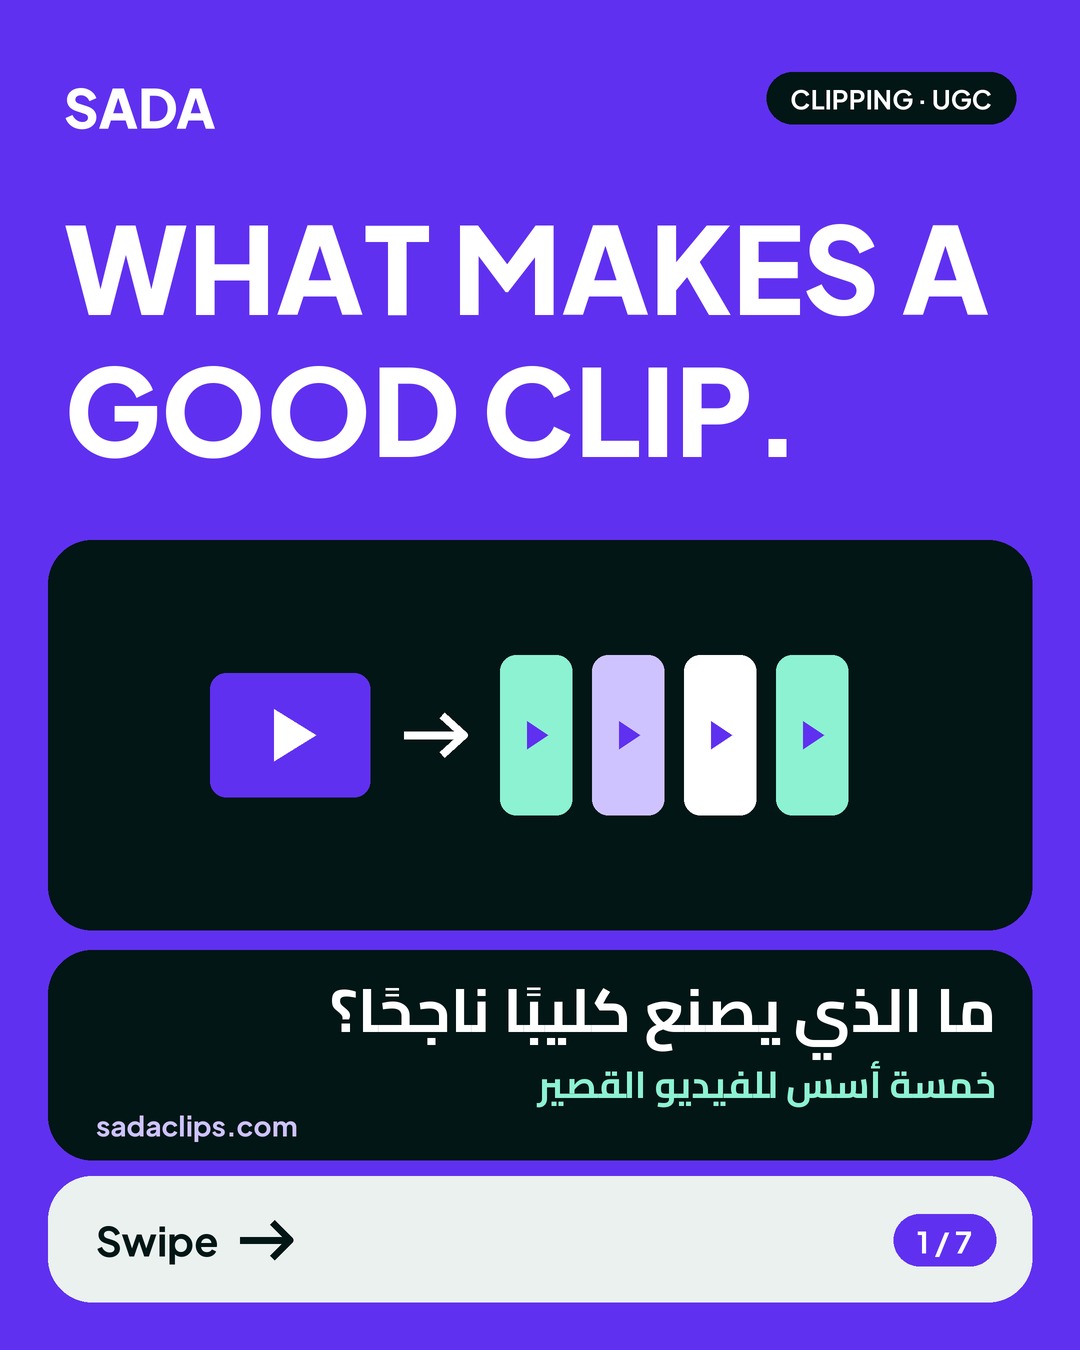 SADA
CLIPPING · UGC
WHAT MAKES A
GOOD CLIP.
ما الذي يصنع كليبًا ناجحًا؟
خمسة أسس للفيديو القصير
sadaclips.com
Swipe →
1/7